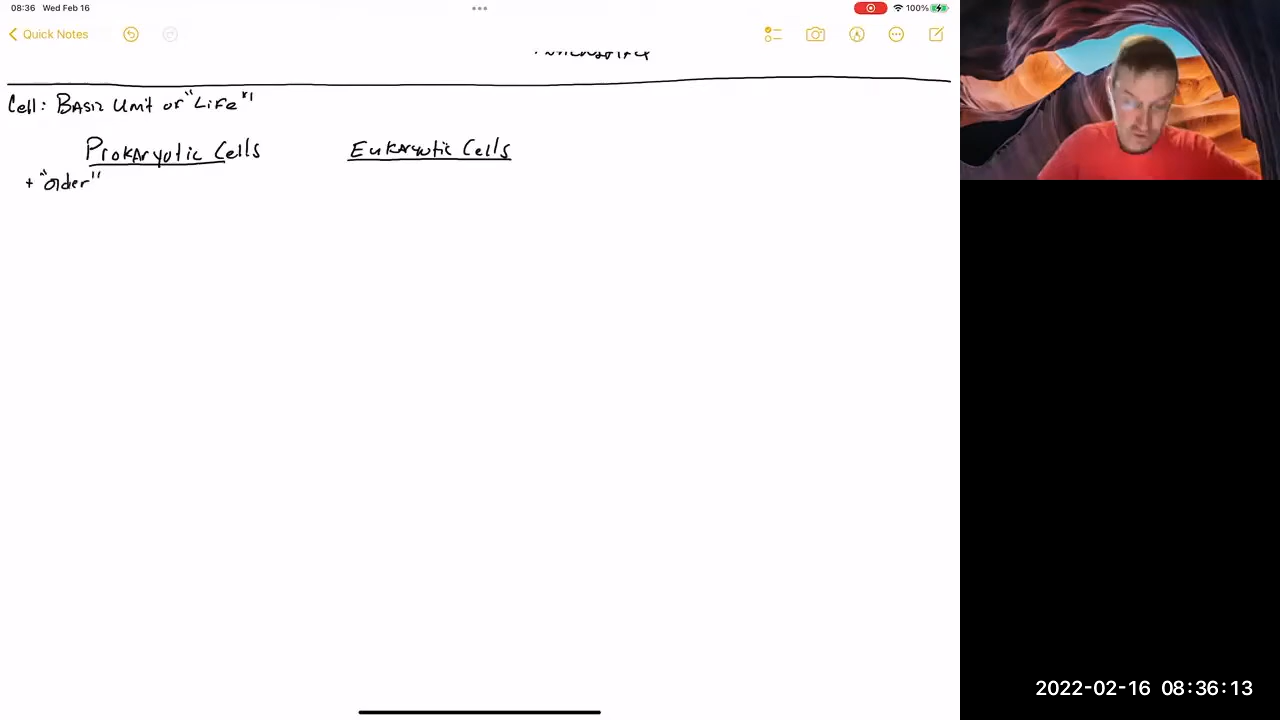 08:36 Wed Feb 16
100%
Quick Notes
Cell: Basic Unit of "Life"
Prokaryotic Cells Eukaryotic Cells
+ "older"
2022-02-16 08:36:13